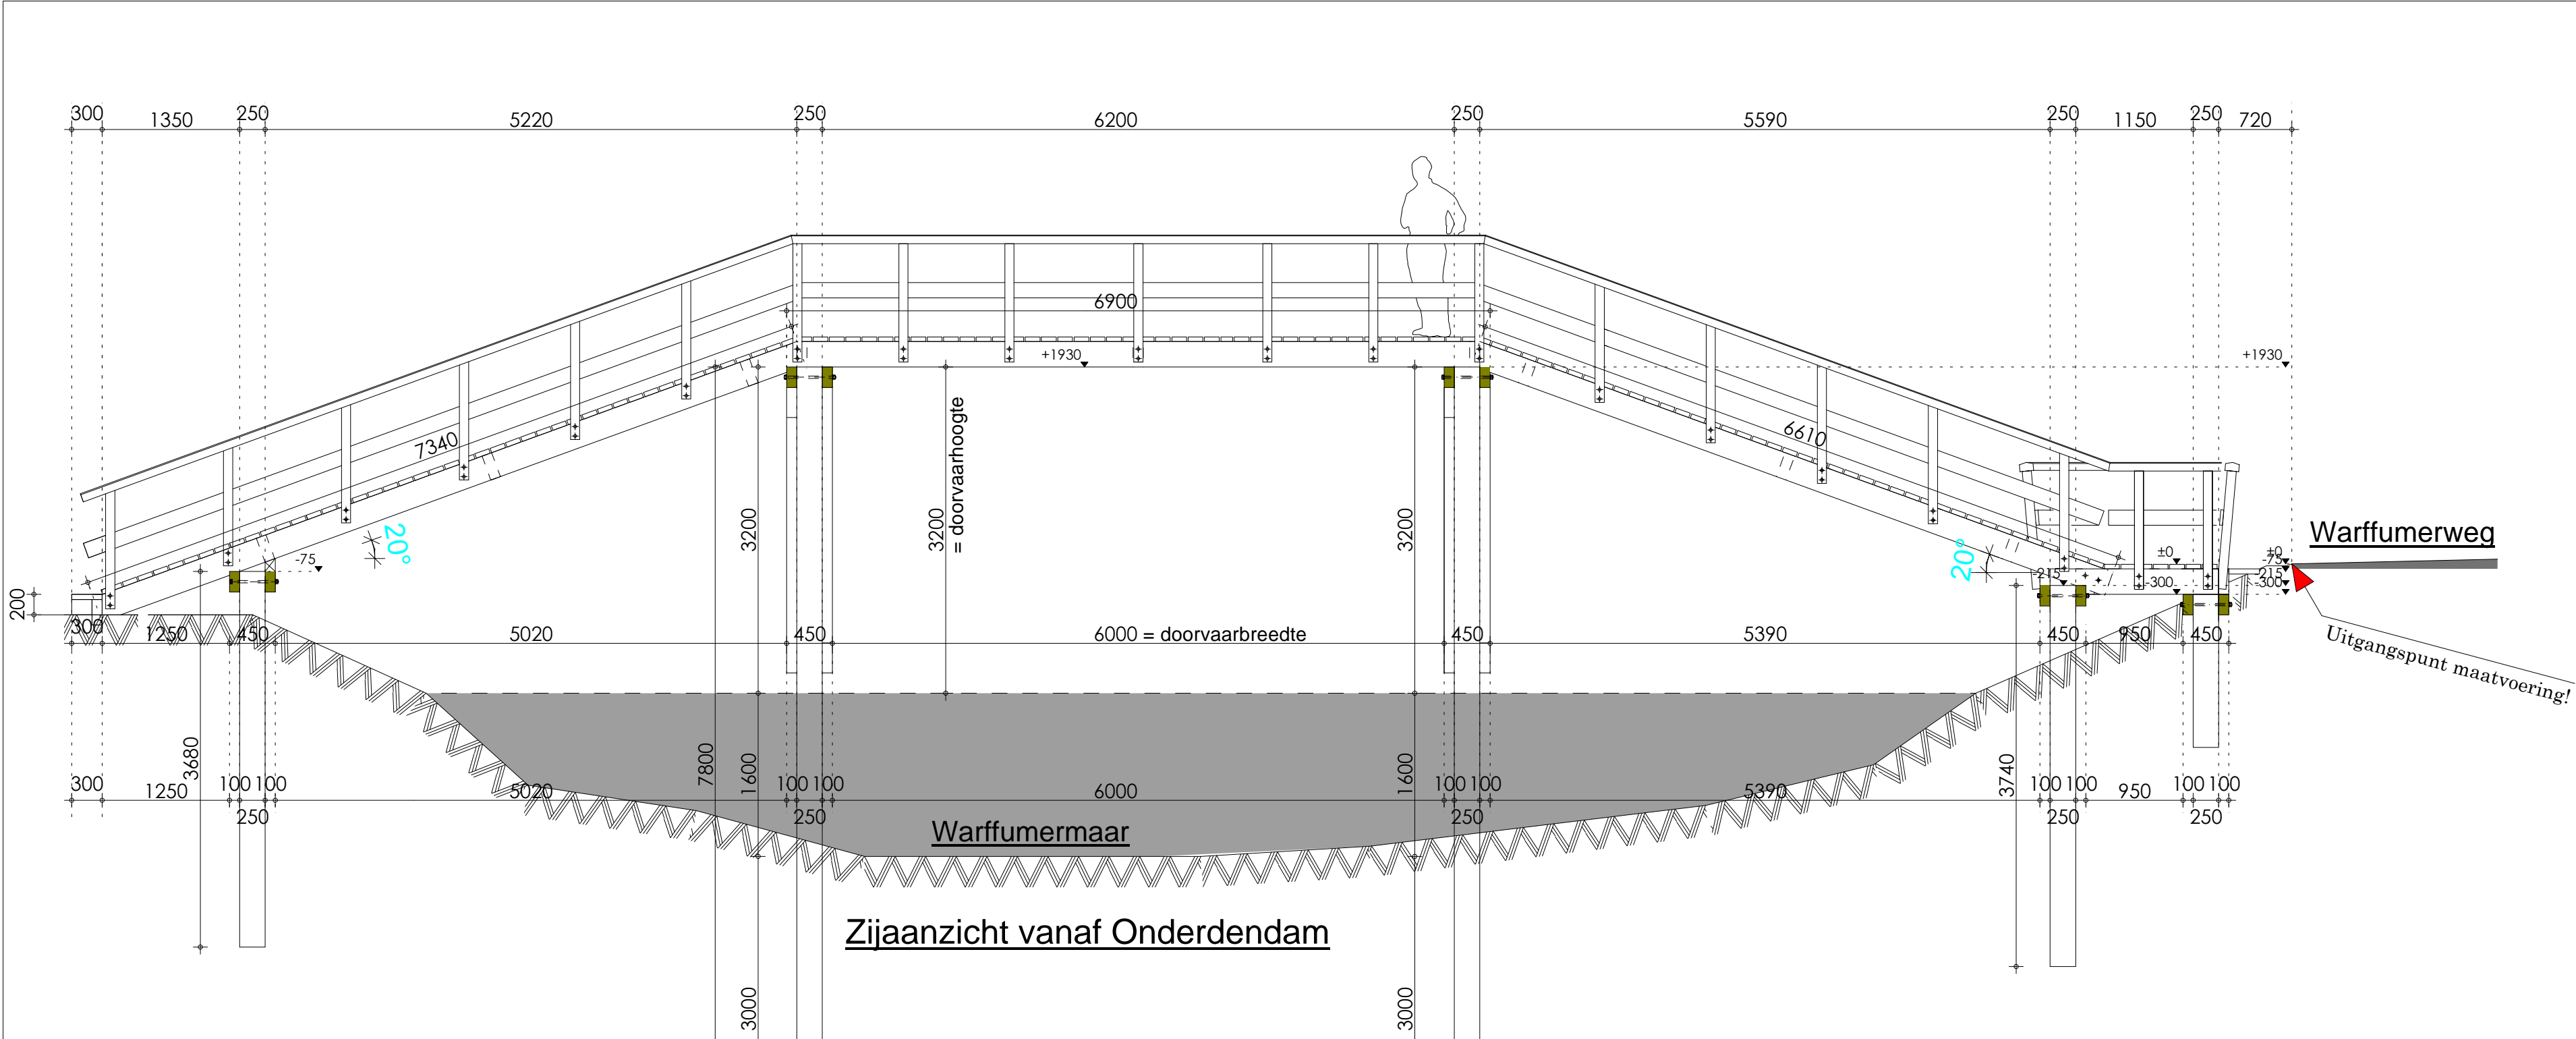 300 1350 250 5220 250 6200 250 5590 250 1150 250 720
6900
+1930 +1930
7340 6610
3200 3200 = doorvaarhoogte 3200
20° 20°
Warffumerweg
-75 ±0 ±0
-75
-215 -215
-300 -300
200
Uitgangspunt maatvoering!
300 1250 450 5020 450 6000 = doorvaarbreedte 450 5390 450 950 450
3680 7800 1600 1600 3740
300 1250 100 100 5020 100 100 6000 100 100 5390 100 100 950 100 100
250 250 250 250 250
Warffumermaar
Zijaanzicht vanaf Onderdendam
3000 3000